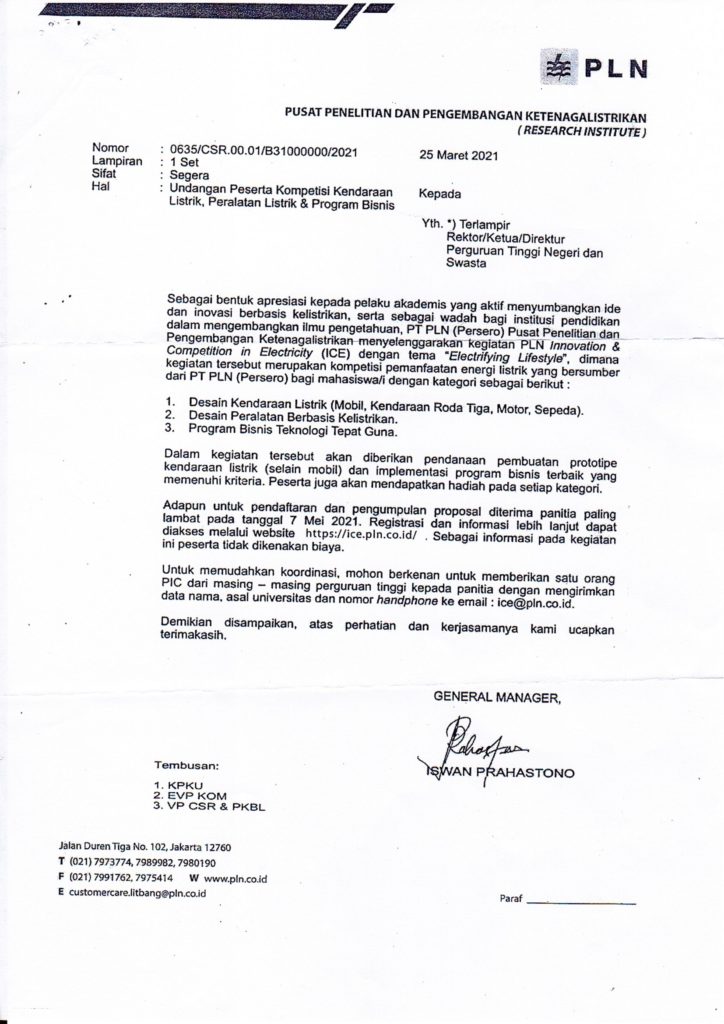 PLN
PUSAT PENELITIAN DAN PENGEMBANGAN KETENAGALISTRIKAN
( RESEARCH INSTITUTE )
Nomor : 0635/CSR.00.01/B31000000/2021
25 Maret 2021
Lampiran : 1 Set
Sifat : Segera
Hal : Undangan Peserta Kompetisi Kendaraan
Listrik, Peralatan Listrik & Program Bisnis
Kepada
Yth. *) Terlampir
Rektor/Ketua/Direktur
Perguruan Tinggi Negeri dan
Swasta
Sebagai bentuk apresiasi kepada pelaku akademis yang aktif menyumbangkan ide
dan inovasi berbasis kelistrikan, serta sebagai wadah bagi institusi pendidikan
dalam mengembangkan ilmu pengetahuan, PT PLN (Persero) Pusat Penelitian dan
Pengembangan Ketenagalistrikan menyelenggarakan kegiatan PLN Innovation &
Competition in Electricity (ICE) dengan tema "Electrifying Lifestyle", dimana
kegiatan tersebut merupakan kompetisi pemanfaatan energi listrik yang bersumber
dari PT PLN (Persero) bagi mahasiswa/i dengan kategori sebagai berikut :
1. Desain Kendaraan Listrik (Mobil, Kendaraan Roda Tiga, Motor, Sepeda).
2. Desain Peralatan Berbasis Kelistrikan.
3. Program Bisnis Teknologi Tepat Guna.
Dalam kegiatan tersebut akan diberikan pendanaan pembuatan prototipe
kendaraan listrik (selain mobil) dan implementasi program bisnis terbaik yang
memenuhi kriteria. Peserta juga akan mendapatkan hadiah pada setiap kategori.
Adapun untuk pendaftaran dan pengumpulan proposal diterima panitia paling
lambat pada tanggal 7 Mei 2021. Registrasi dan informasi lebih lanjut dapat
diakses melalui website https://ice.pln.co.id/ . Sebagai informasi pada kegiatan
ini peserta tidak dikenakan biaya.
Untuk memudahkan koordinasi, mohon berkenan untuk memberikan satu orang
PIC dari masing – masing perguruan tinggi kepada panitia dengan mengirimkan
data nama, asal universitas dan nomor handphone ke email : ice@pln.co.id.
Demikian disampaikan, atas perhatian dan kerjasamanya kami ucapkan
terimakasih.
GENERAL MANAGER,
ISWAN PRAHASTONO
Tembusan:
1. KPKU
2. EVP KOM
3. VP CSR & PKBL
Jalan Duren Tiga No. 102, Jakarta 12760
T (021) 7973774, 7989982, 7980190
F (021) 7991762, 7975414 W www.pln.co.id
E customercare.litbang@pln.co.id
Paraf